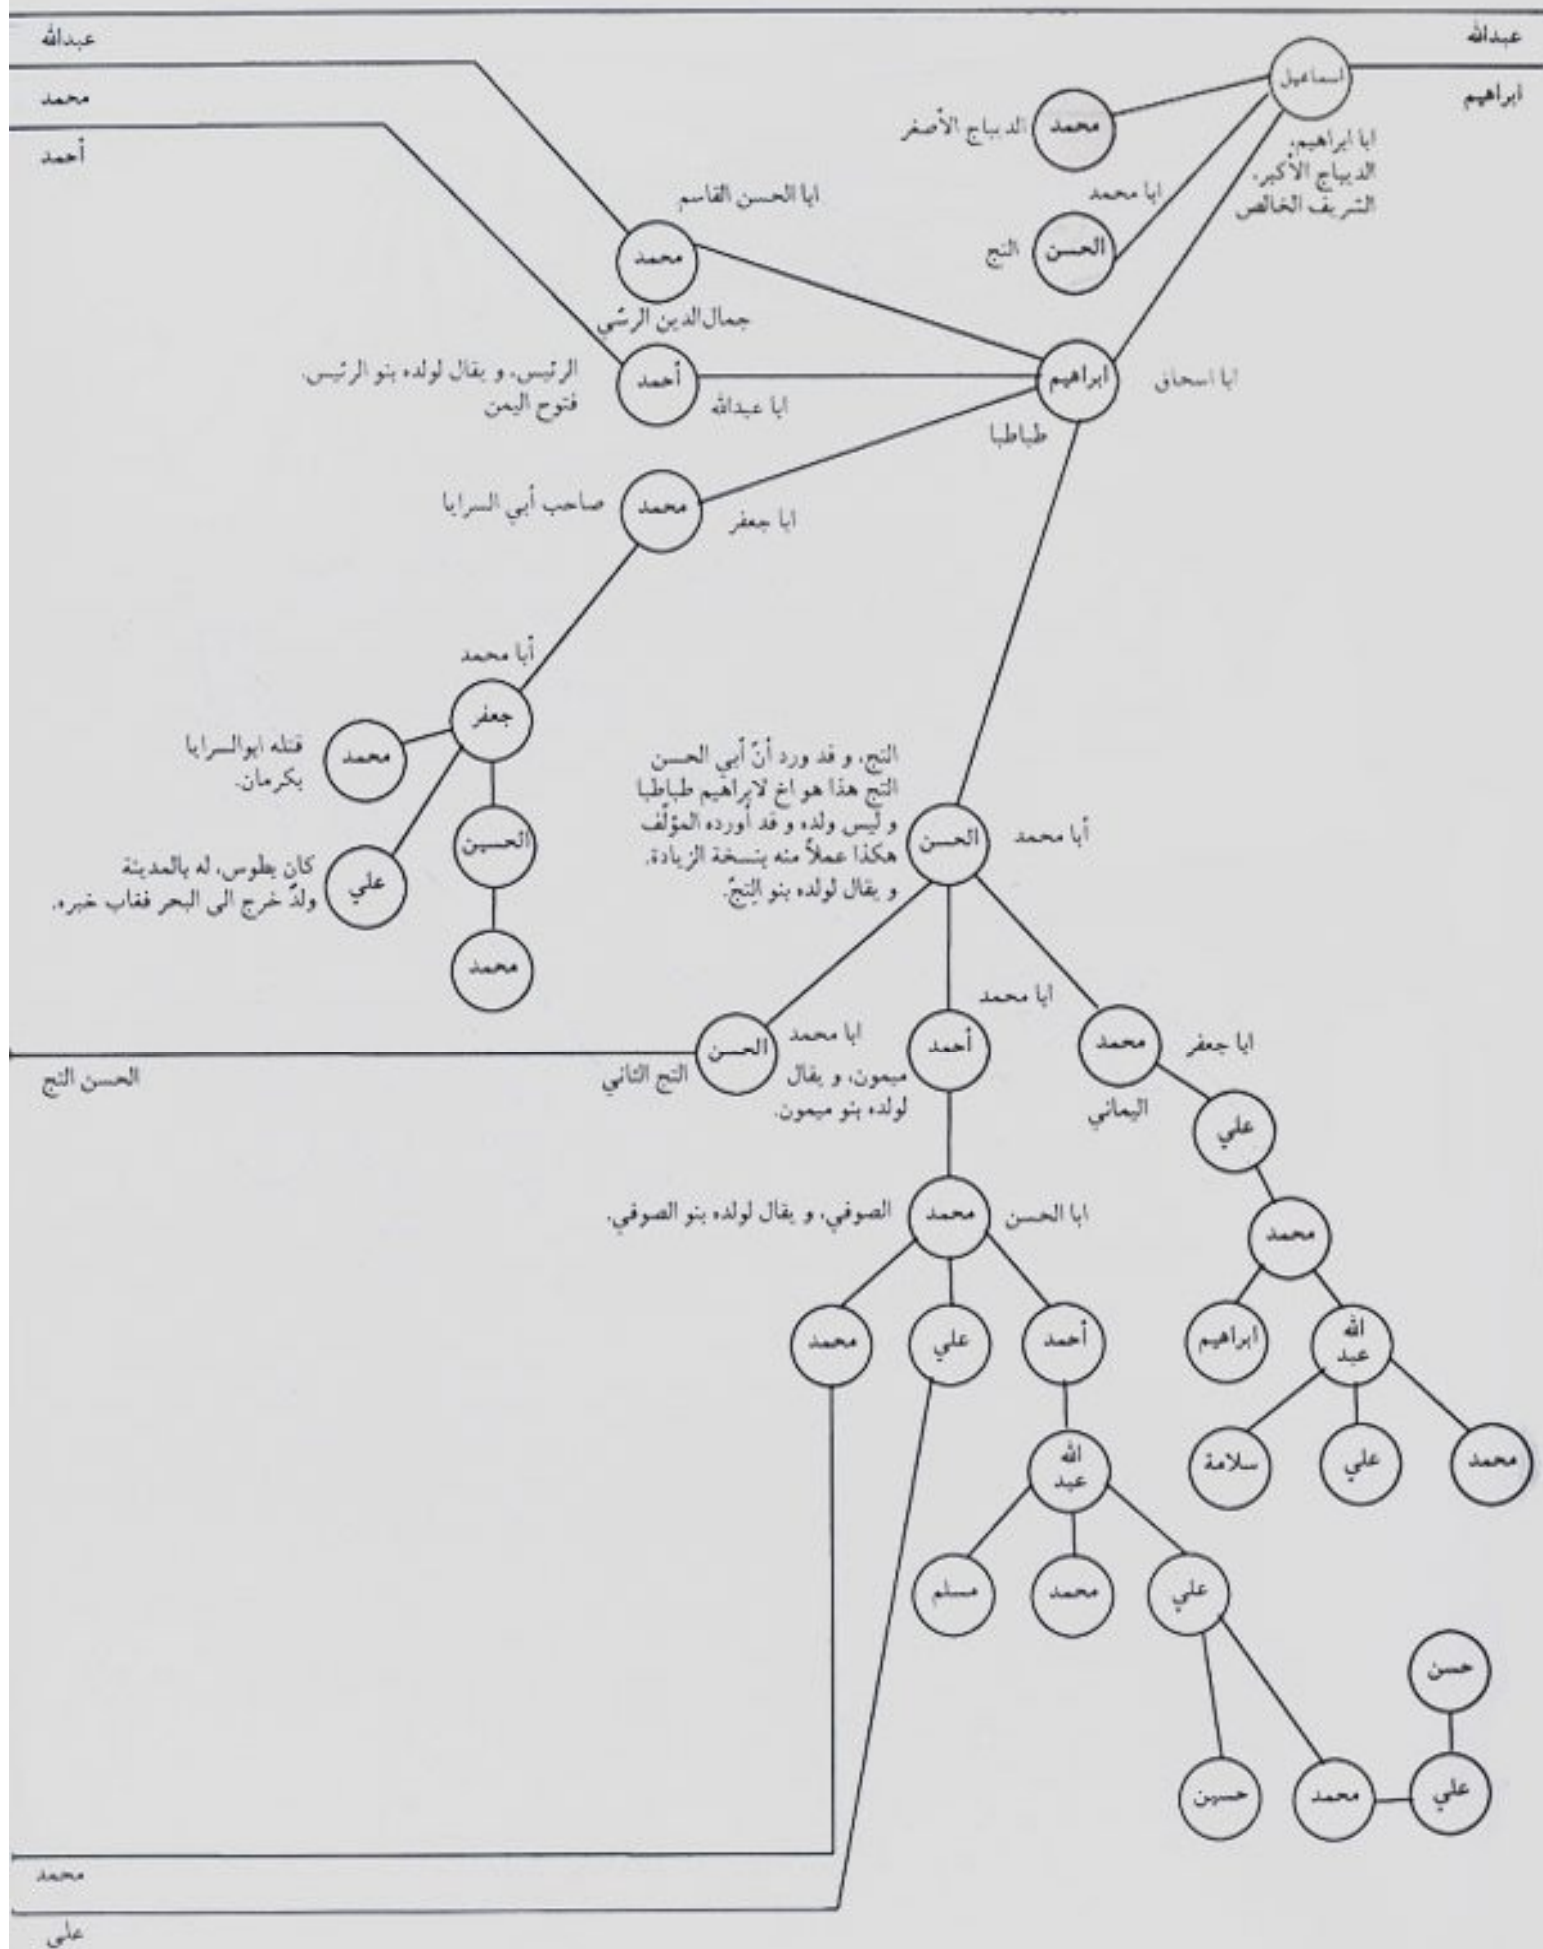 عبدالله
ابراهيم
اسماعيل
ابا ابراهيم،
الديباج الأكبر،
الشريف الخالص
محمد
الديباج الأصغر
ابا محمد
الحسن
التج
عبدالله
محمد
أحمد
ابا الحسن القاسم
محمد
جمال‌الدين الرسّي
ابراهيم
ابا اسحاق
طباطبا
أحمد
ابا عبدالله
الرئيس، و يقال لولده بنو الرئيس.
فتوح اليمن
محمد
ابا جعفر
صاحب أبي السرايا
أبا محمد
جعفر
محمد
قتله ابوالسرايا
بكرمان.
الحسين
علي
كان بطوس، له بالمدينة
ولدٌ خرج الى البحر فغاب خبره.
محمد
الحسن
أبا محمد
التج، و قد ورد أنّ أبي الحسن
التج هذا هو اخ لابراهيم طباطبا
و ليس ولده و قد أورده المؤلّف
هكذا عملاً منه بنسخة الزيادة.
و يقال لولده بنو التجّ.
محمد
ابا جعفر
اليماني
ابا محمد
أحمد
ميمون، و يقال
لولده بنو ميمون.
ابا محمد
الحسن
التج الثاني
الحسن التج
علي
محمد
ابراهيم
الله
عبد
محمد
علي
سلامة
محمد
ابا الحسن
الصوفي، و يقال لولده بنو الصوفي.
أحمد
علي
محمد
الله
عبد
علي
محمد
مسلم
حسن
علي
محمد
حسين
محمد
علي